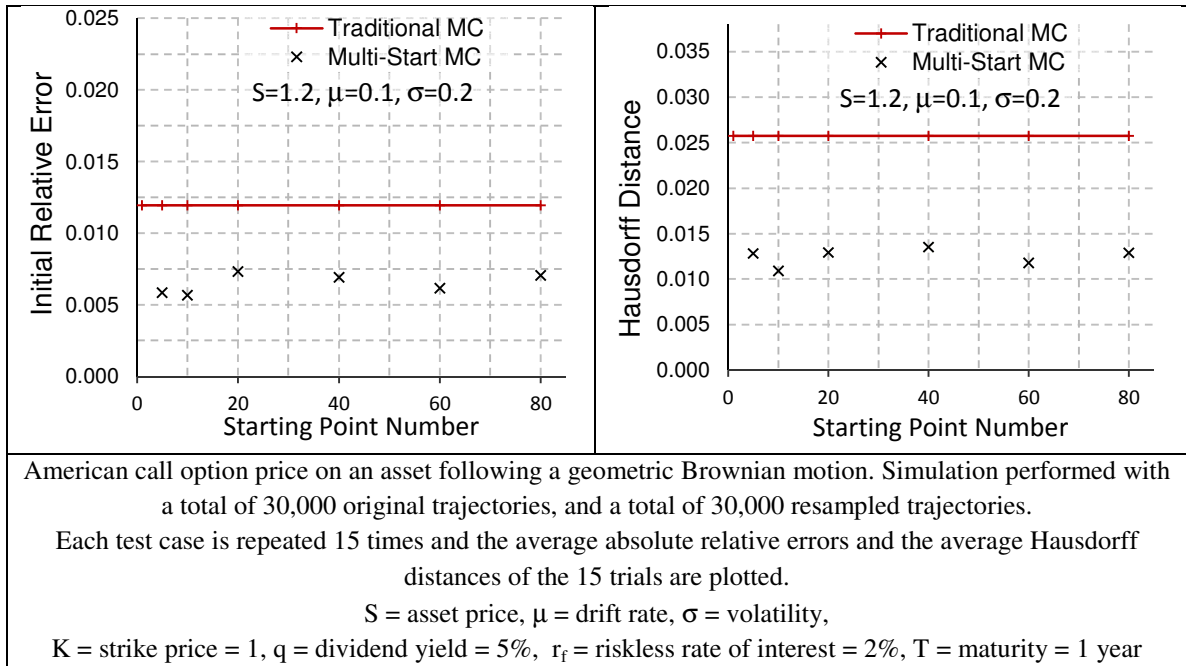 0.025
0.020
0.015
0.010
0.005
0.000
Initial Relative Error
Traditional MC
Multi-Start MC
S=1.2, μ=0.1, σ=0.2
0 20 40 60 80
Starting Point Number
0.035
0.030
0.025
0.020
0.015
0.010
0.005
0.000
Hausdorff Distance
Traditional MC
Multi-Start MC
S=1.2, μ=0.1, σ=0.2
0 20 40 60 80
Starting Point Number
American call option price on an asset following a geometric Brownian motion. Simulation performed with
a total of 30,000 original trajectories, and a total of 30,000 resampled trajectories.
Each test case is repeated 15 times and the average absolute relative errors and the average Hausdorff
distances of the 15 trials are plotted.
S = asset price, μ = drift rate, σ = volatility,
K = strike price = 1, q = dividend yield = 5%, r_f = riskless rate of interest = 2%, T = maturity = 1 year